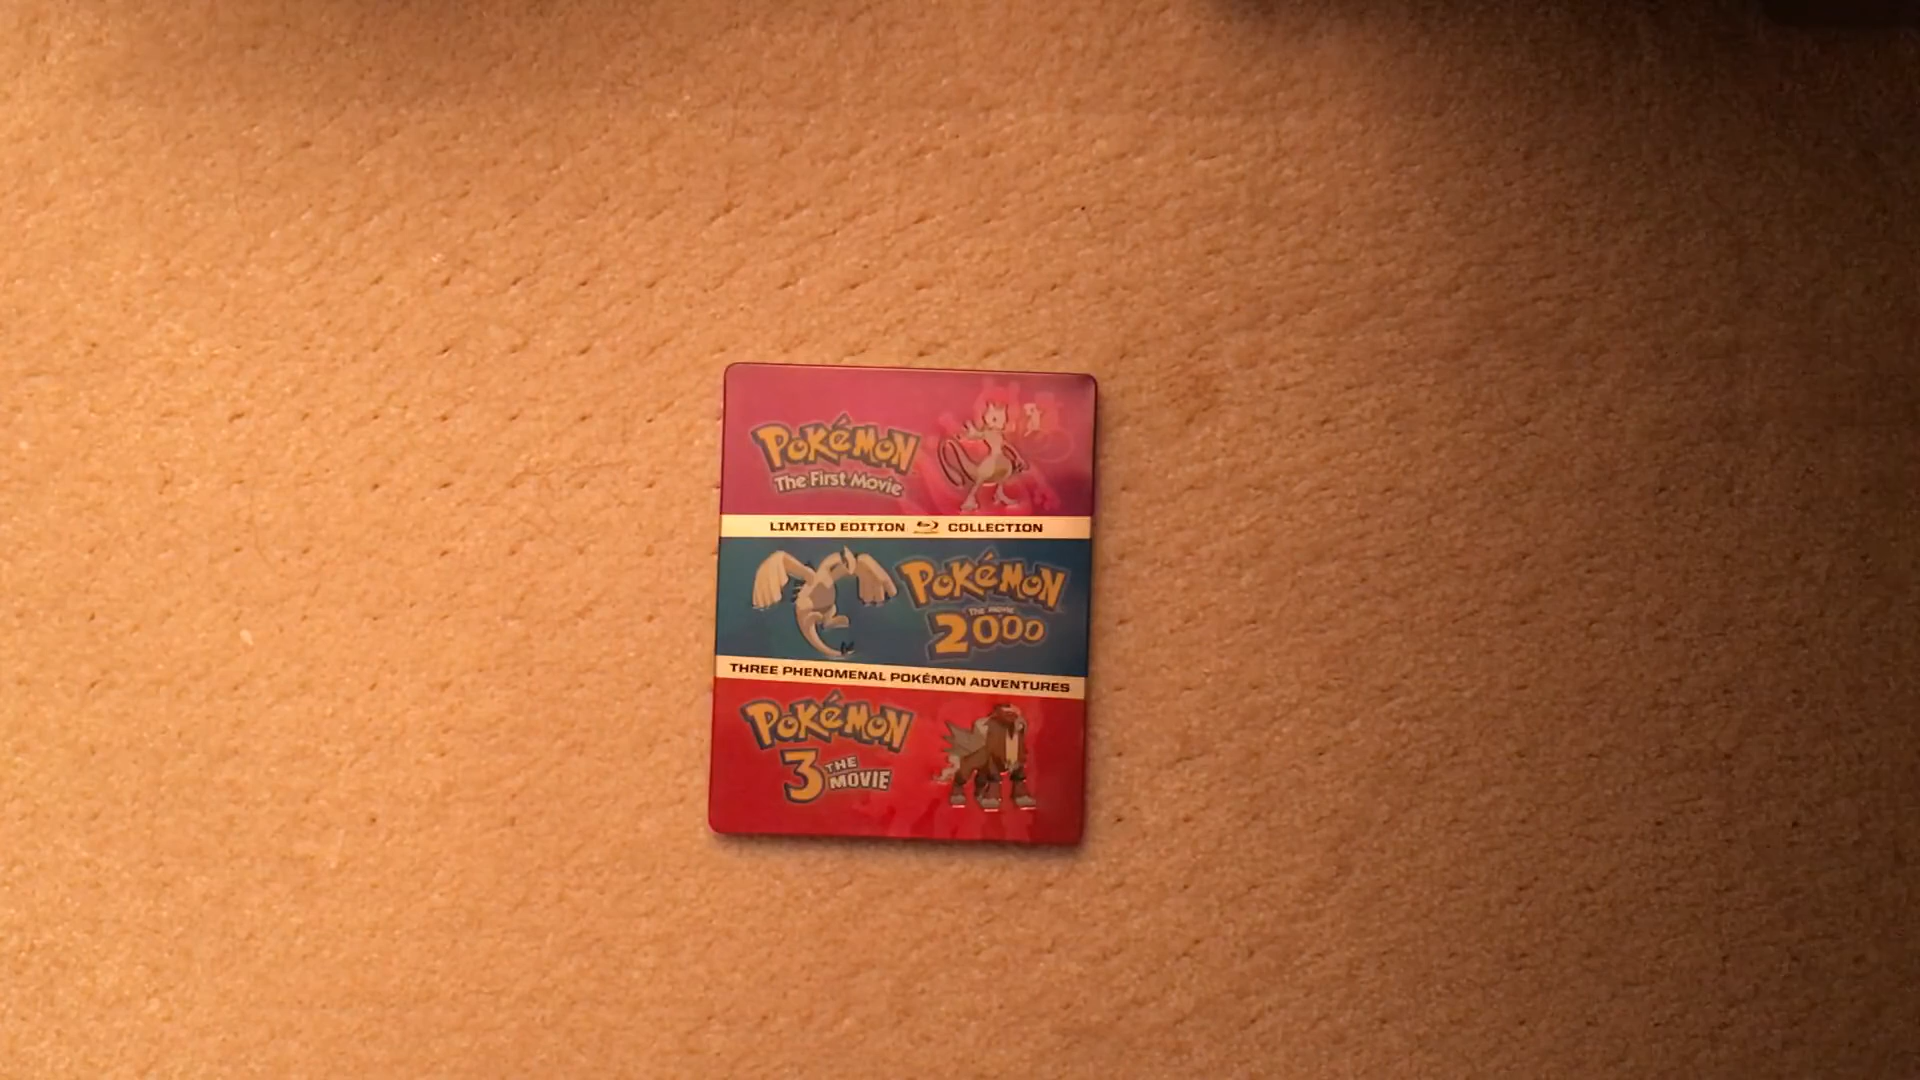 POKéMON
The First Movie
LIMITED EDITION COLLECTION
POKéMON
The Movie
2000
THREE PHENOMENAL POKÉMON ADVENTURES
POKéMON
3 THE
MOVIE